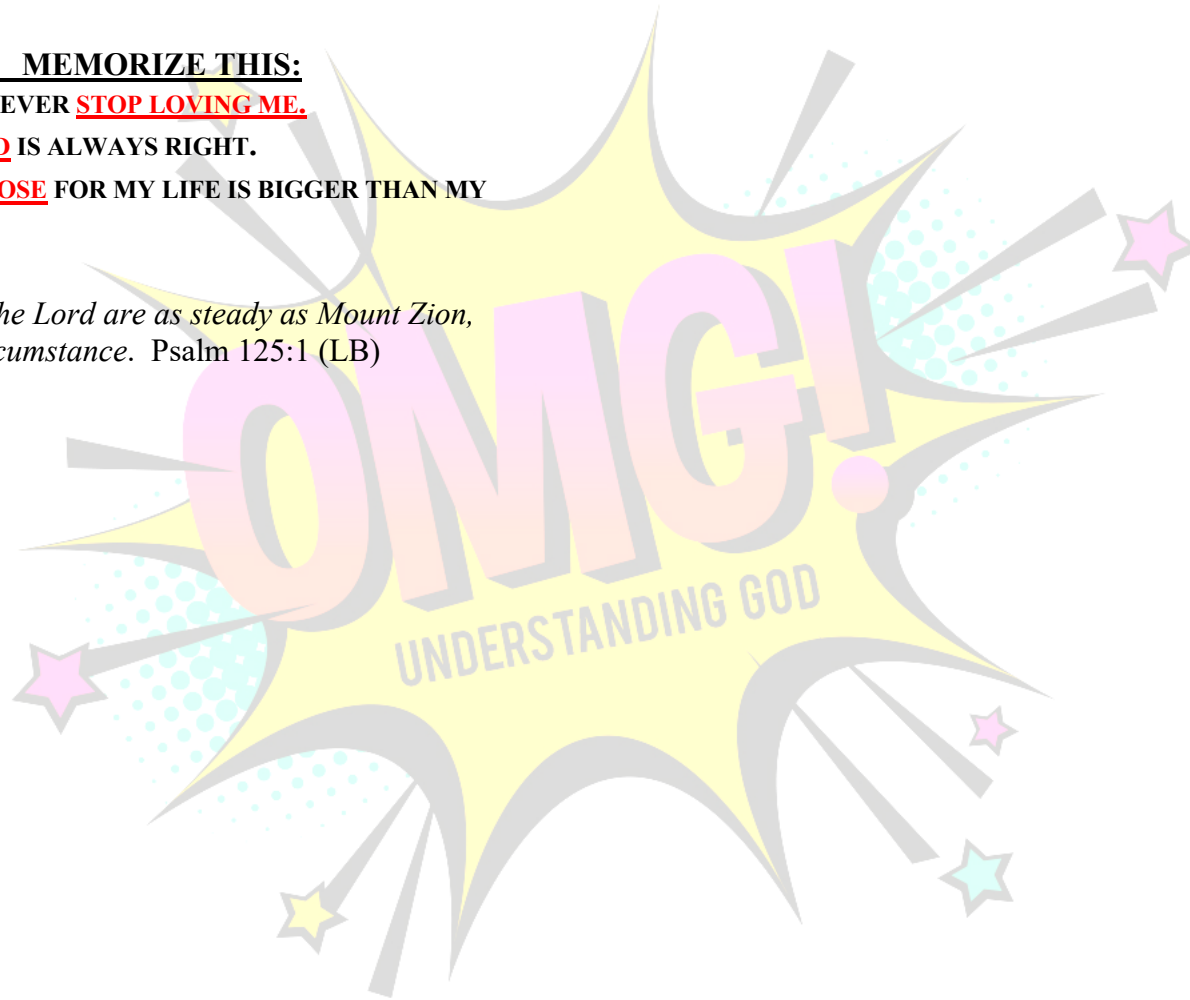 MEMORIZE THIS:
EVER STOP LOVING ME.
IS ALWAYS RIGHT.
OSE FOR MY LIFE IS BIGGER THAN MY
he Lord are as steady as Mount Zion,
cumstance. Psalm 125:1 (LB)
OMG!
UNDERSTANDING GOD